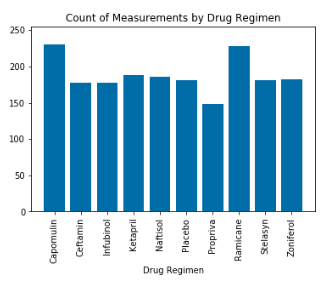 Count of Measurements by Drug Regimen
250
200
150
100
50
0
Capomulin
Ceftamin
Infubinol
Ketapril
Naftisol
Placebo
Propriva
Ramicane
Stelasyn
Zoniferol
Drug Regimen